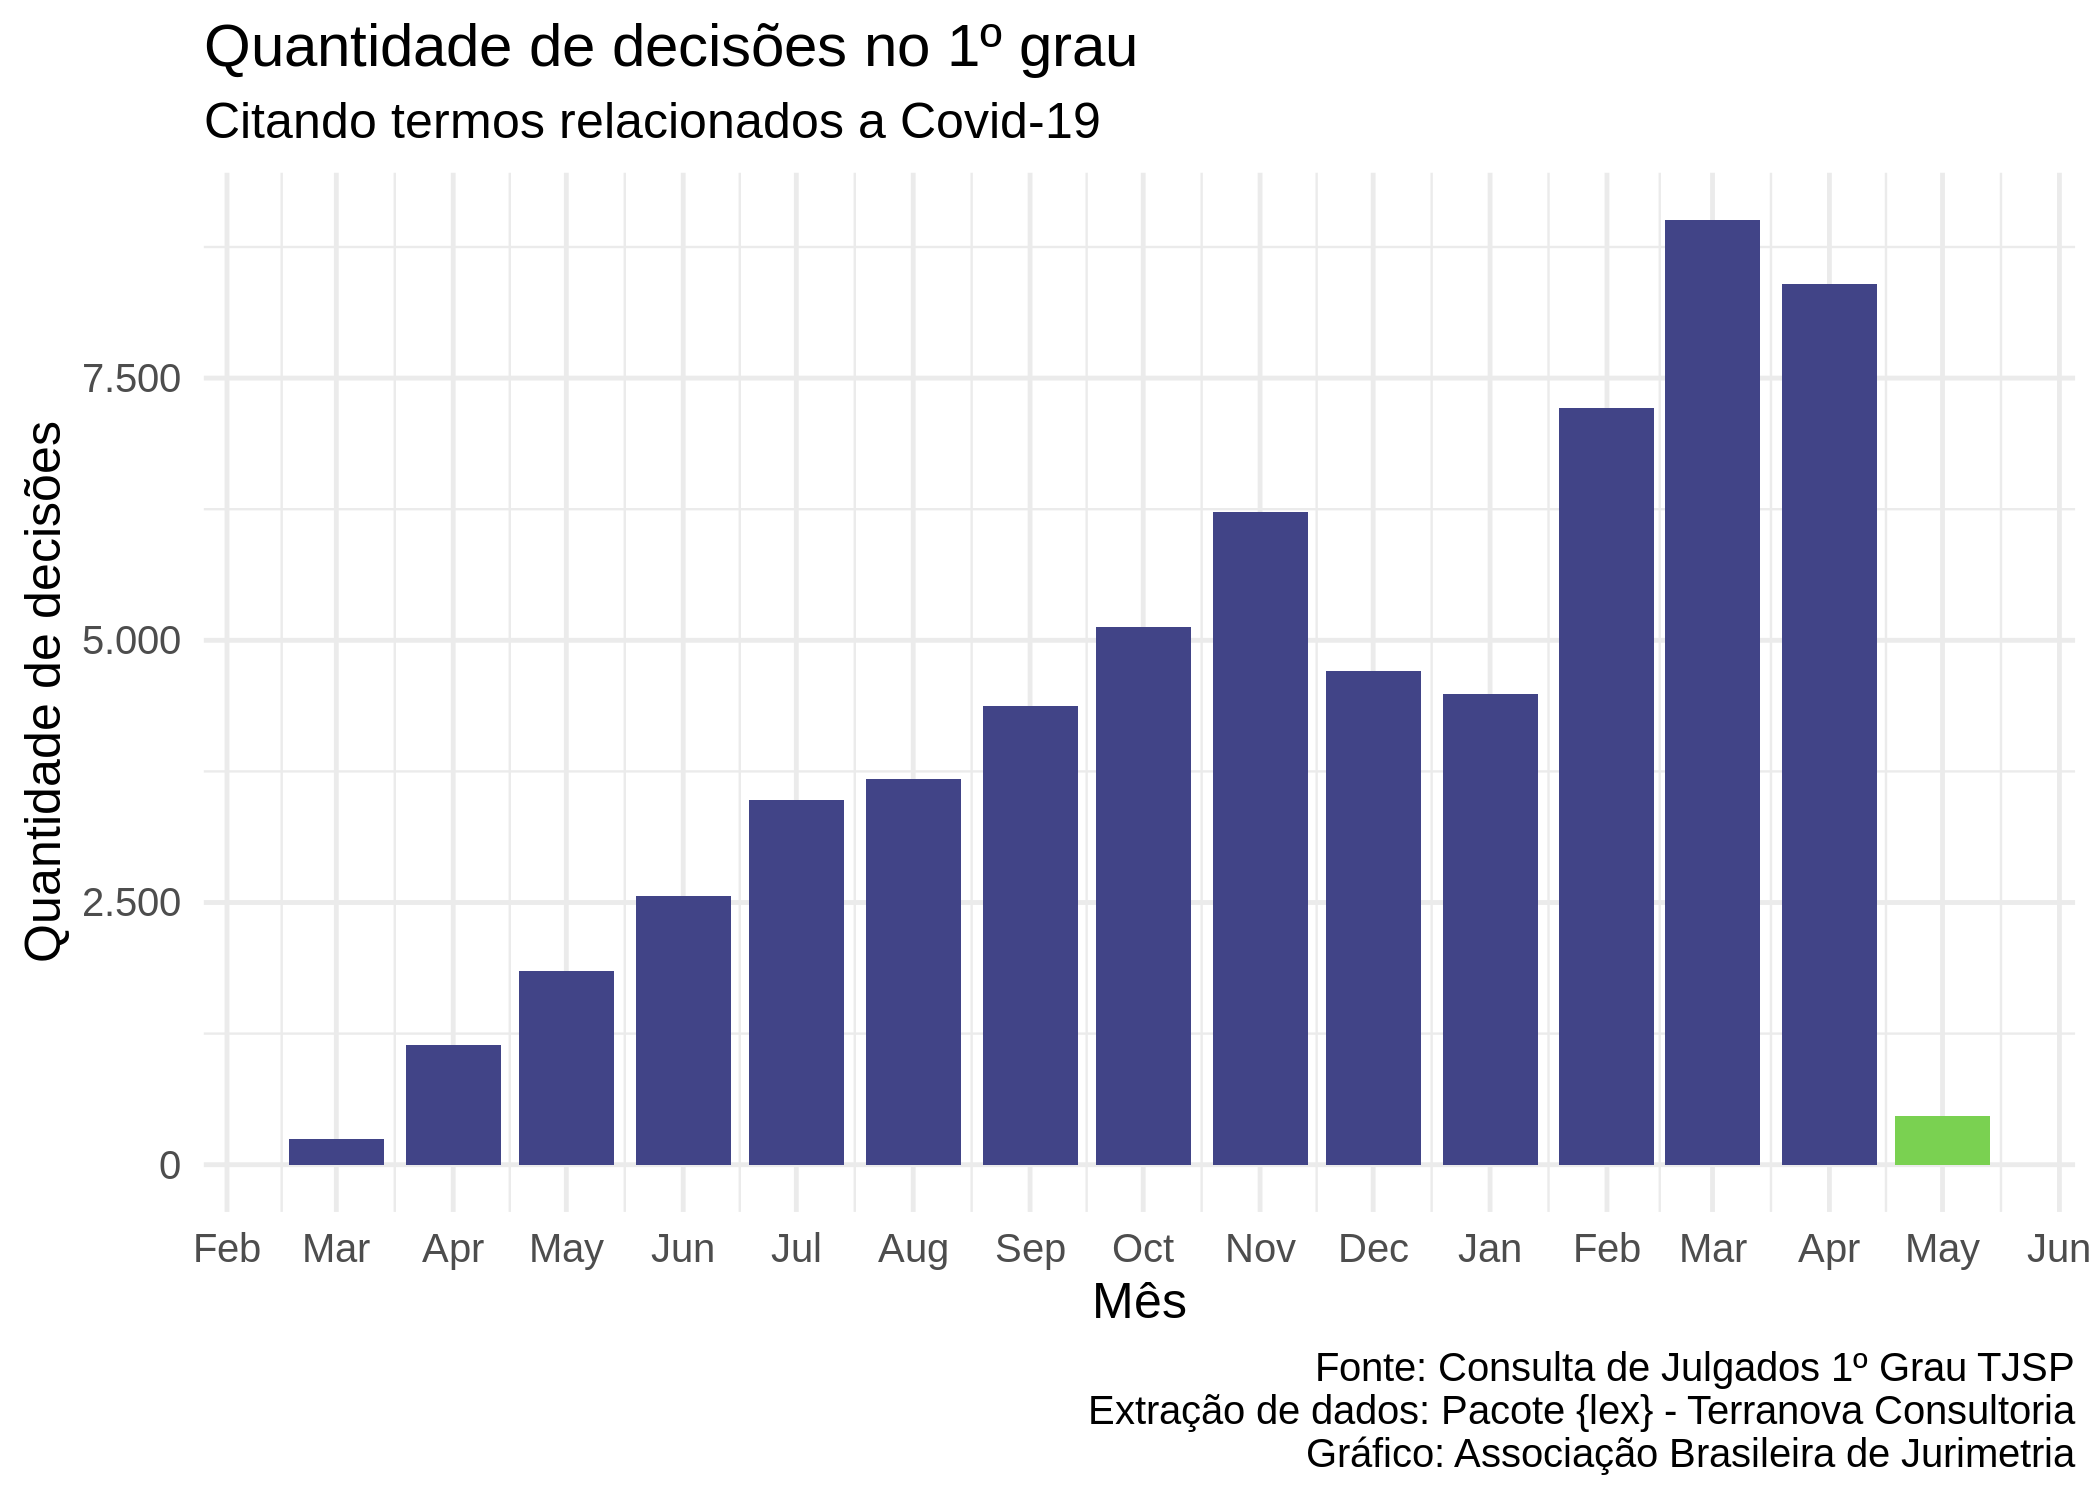 Quantidade de decisões no 1º grau
Citando termos relacionados a Covid-19
Quantidade de decisões
7.500
5.000
2.500
0
Feb Mar Apr May Jun Jul Aug Sep Oct Nov Dec Jan Feb Mar Apr May Jun
Mês
Fonte: Consulta de Julgados 1º Grau TJSP
Extração de dados: Pacote {lex} - Terranova Consultoria
Gráfico: Associação Brasileira de Jurimetria